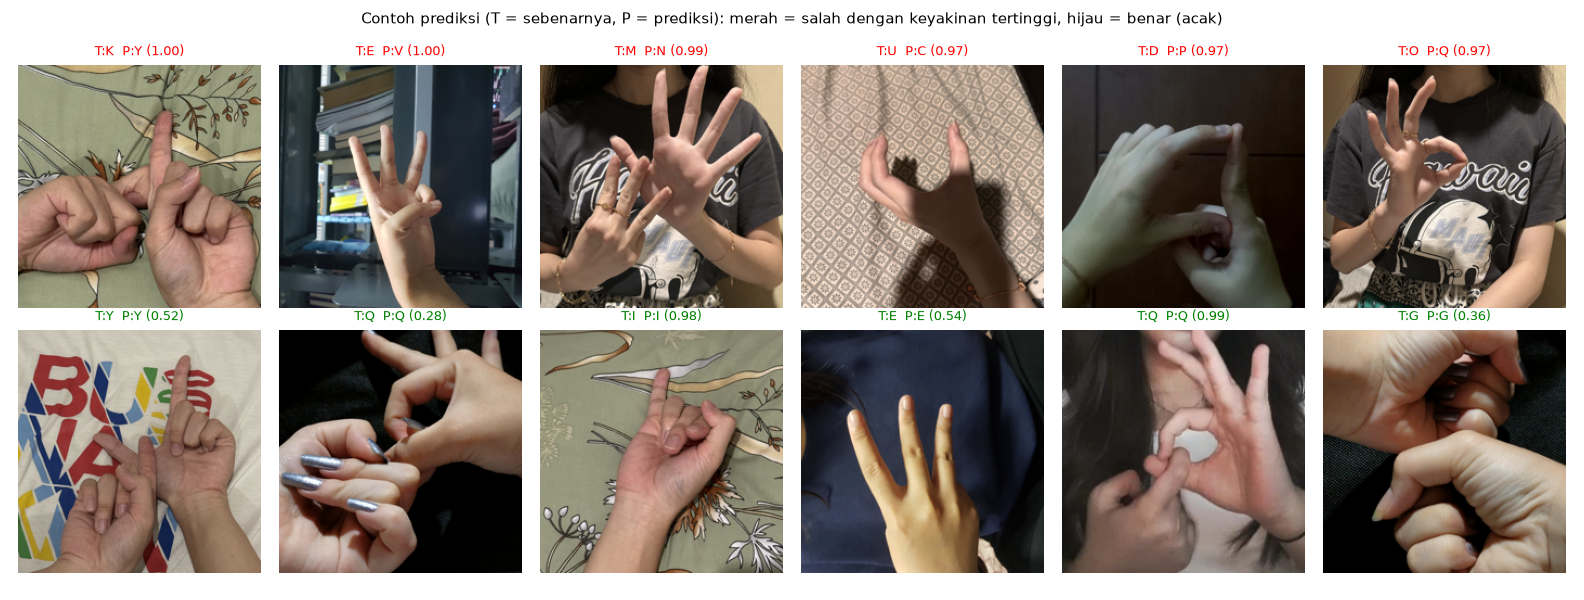 Contoh prediksi (T = sebenarnya, P = prediksi): merah = salah dengan keyakinan tertinggi, hijau = benar (acak)
T:K P:Y (1.00)
T:E P:V (1.00)
T:M P:N (0.99)
T:U P:C (0.97)
T:D P:P (0.97)
T:O P:Q (0.97)
T:Y P:Y (0.52)
T:Q P:Q (0.28)
T:I P:I (0.98)
T:E P:E (0.54)
T:Q P:Q (0.99)
T:G P:G (0.36)